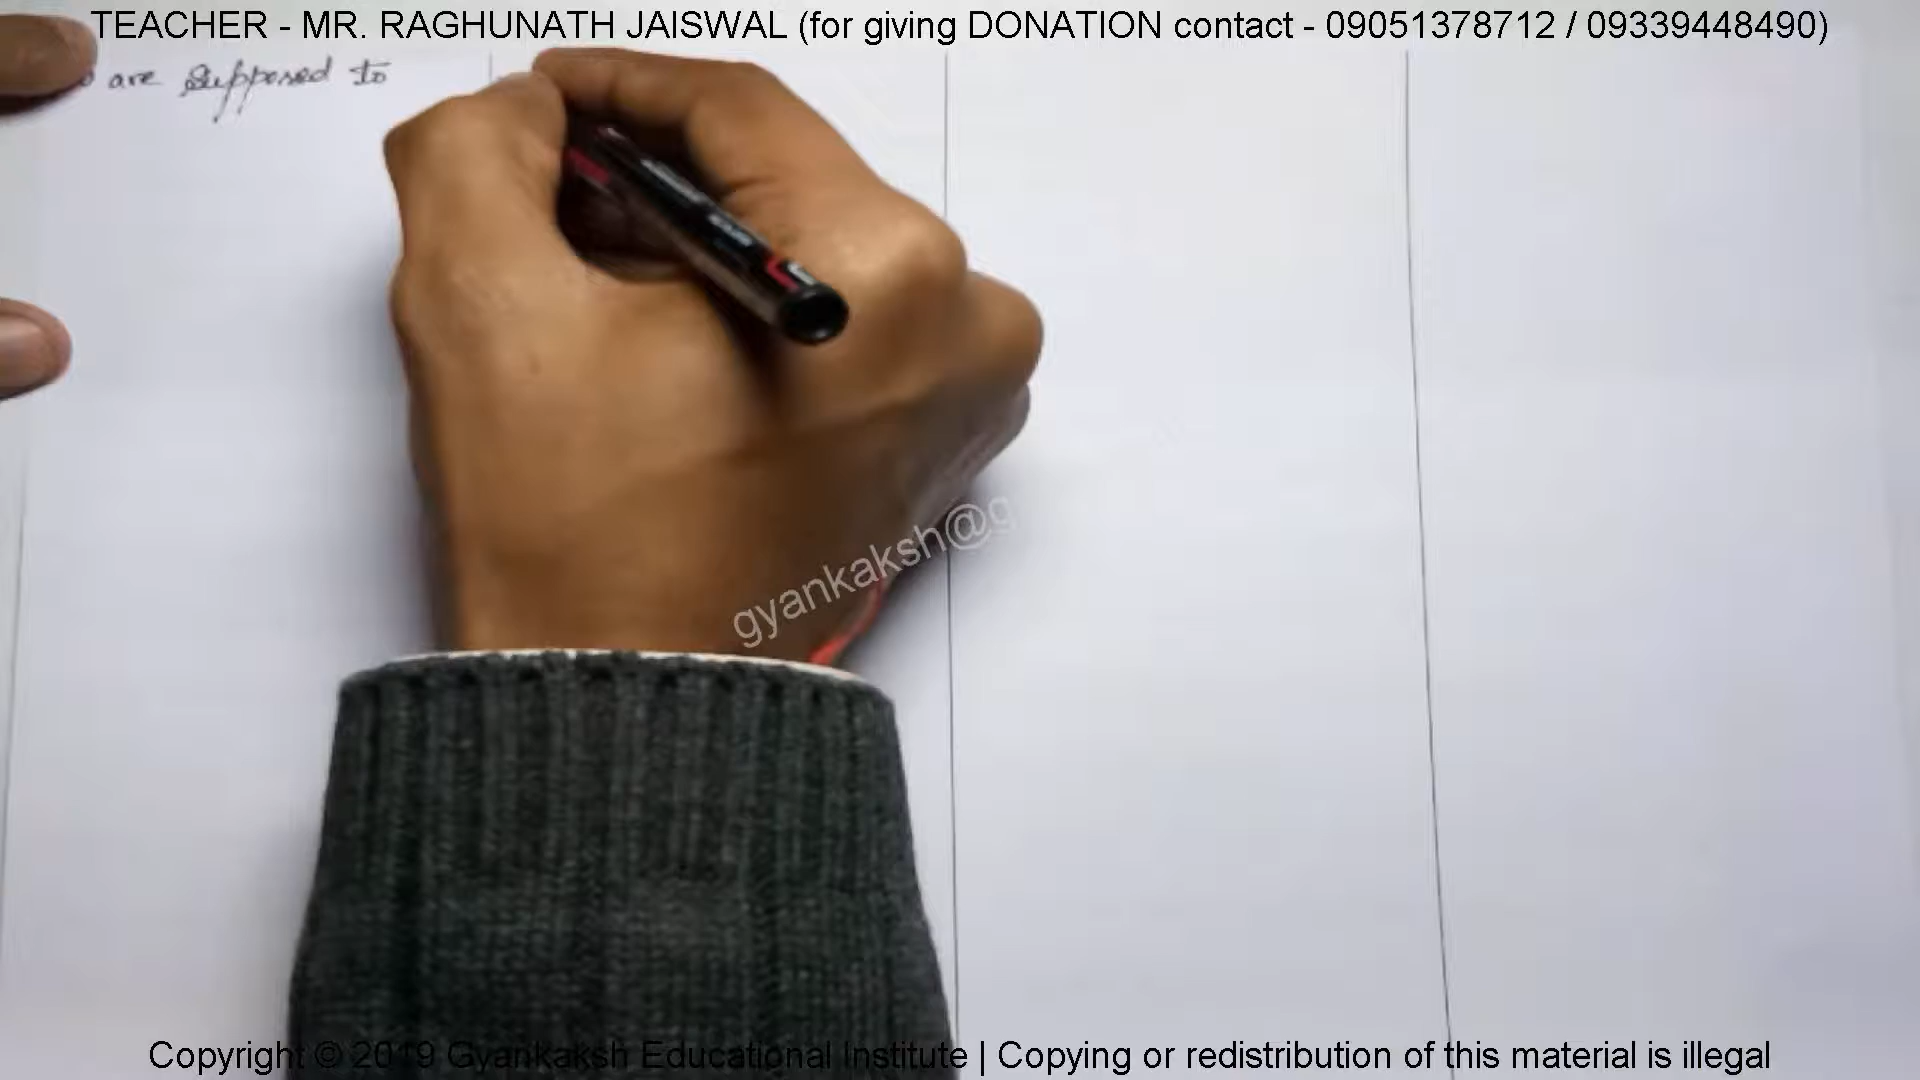 TEACHER - MR. RAGHUNATH JAISWAL (for giving DONATION contact - 09051378712 / 09339448490)
are supposed to
gyankaksh@g
Copyright © 2019 Gyankaksh Educational Institute | Copying or redistribution of this material is illegal